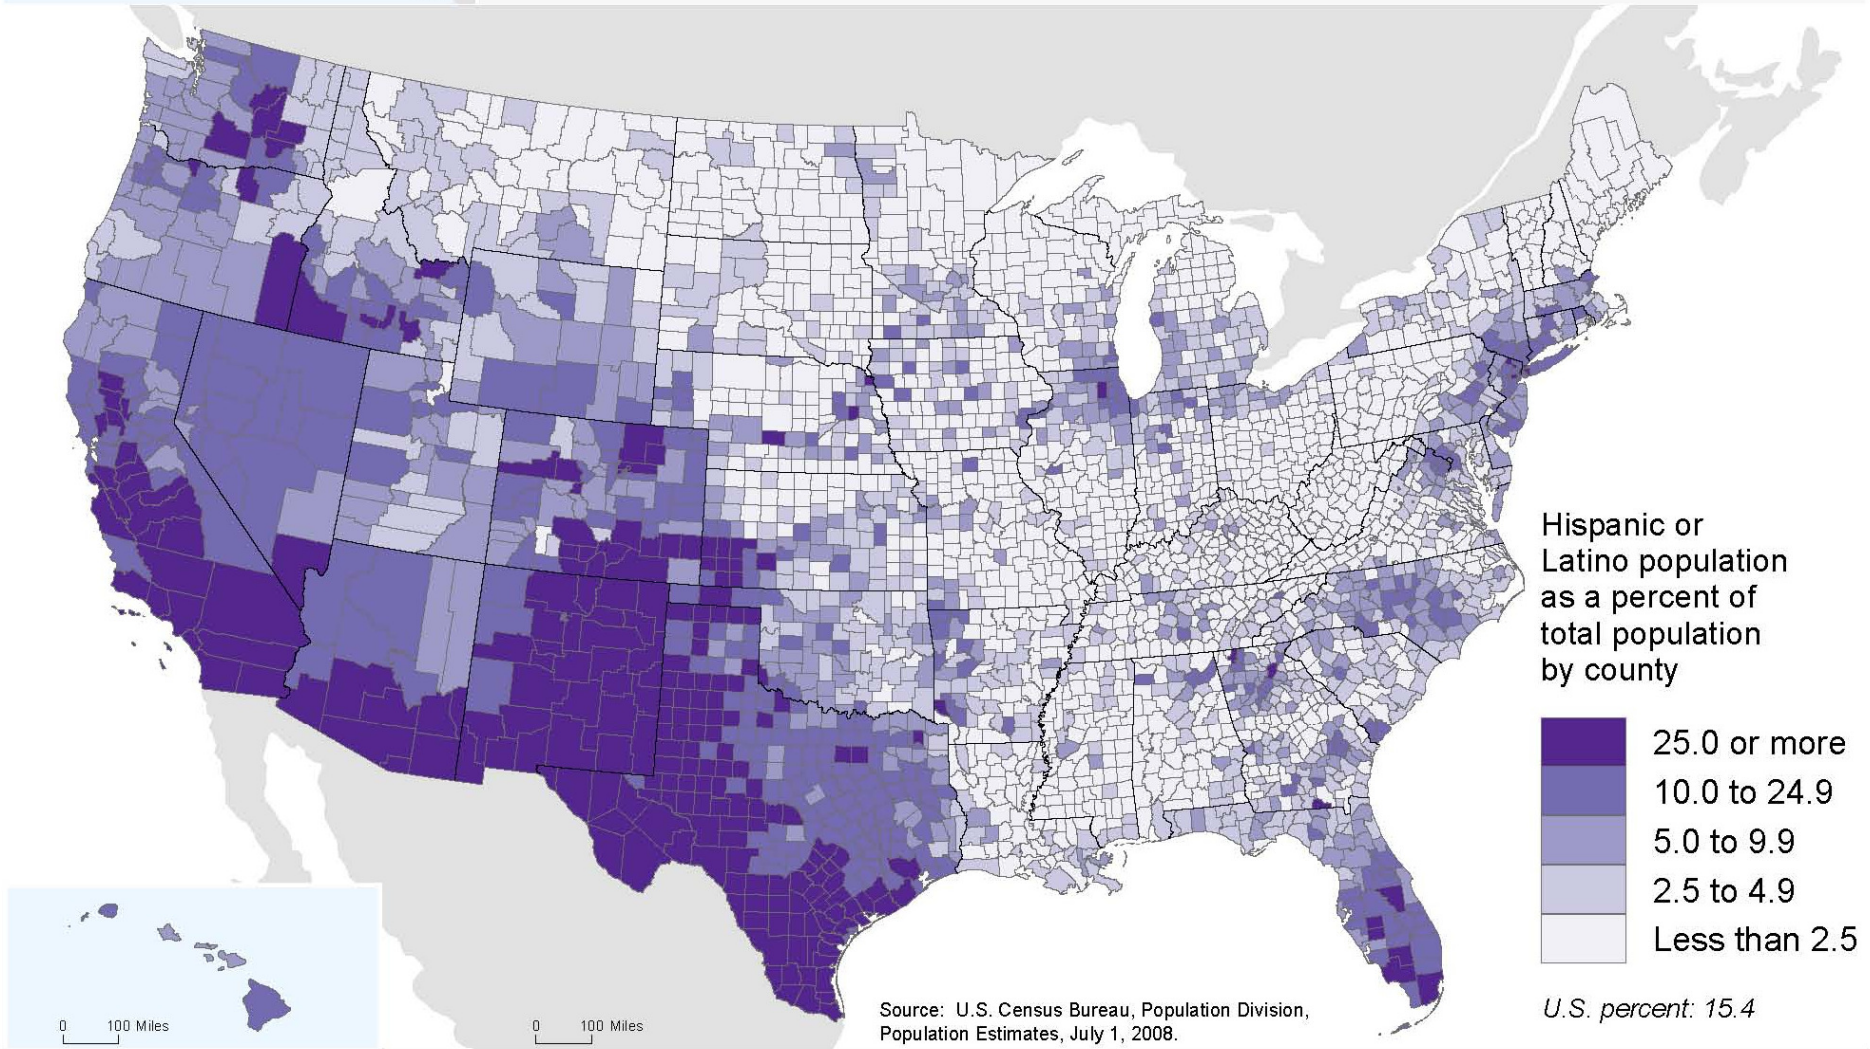 Hispanic or
Latino population
as a percent of
total population
by county
25.0 or more
10.0 to 24.9
5.0 to 9.9
2.5 to 4.9
Less than 2.5
U.S. percent: 15.4
0 100 Miles
0 100 Miles
Source: U.S. Census Bureau, Population Division,
Population Estimates, July 1, 2008.